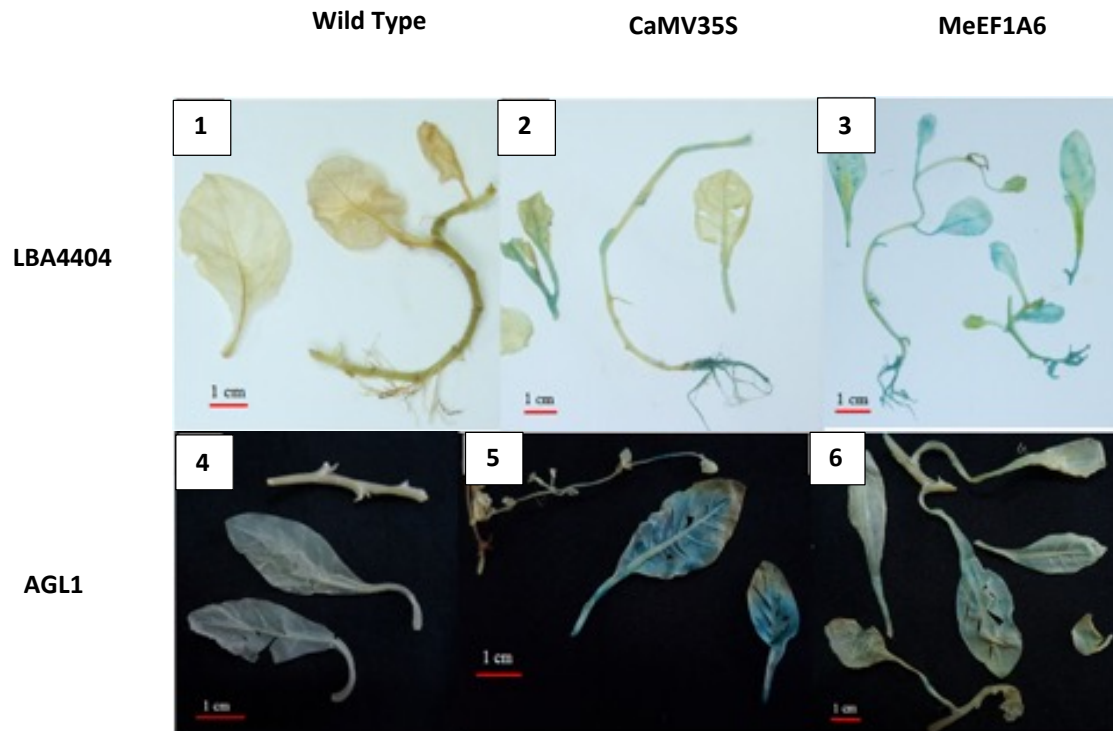 Wild Type CaMV35S MeEF1A6
1 2 3
LBA4404
1 cm 1 cm 1 cm
4 5 6
AGL1
1 cm 1 cm 1 cm